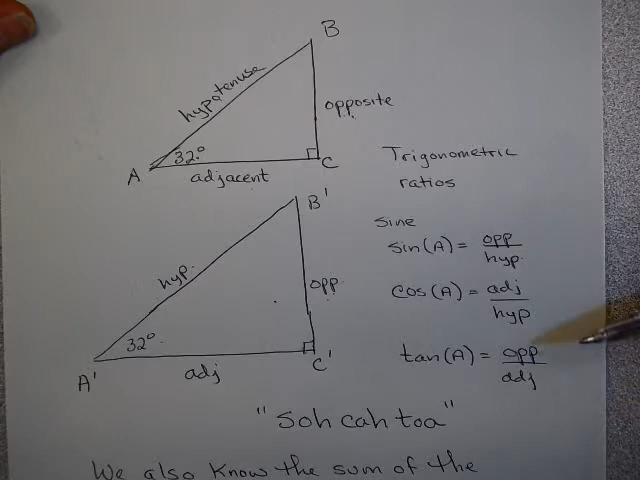 B
hypotenuse
opposite
32°
A
adjacent
C
Trigonometric
ratios
B'
sine
sin(A) = opp
hyp.
hyp.
opp.
cos(A) = adj
hyp
32°
A'
adj
C'
tan(A) = opp
adj
"Soh cah toa"
We also know the sum of the